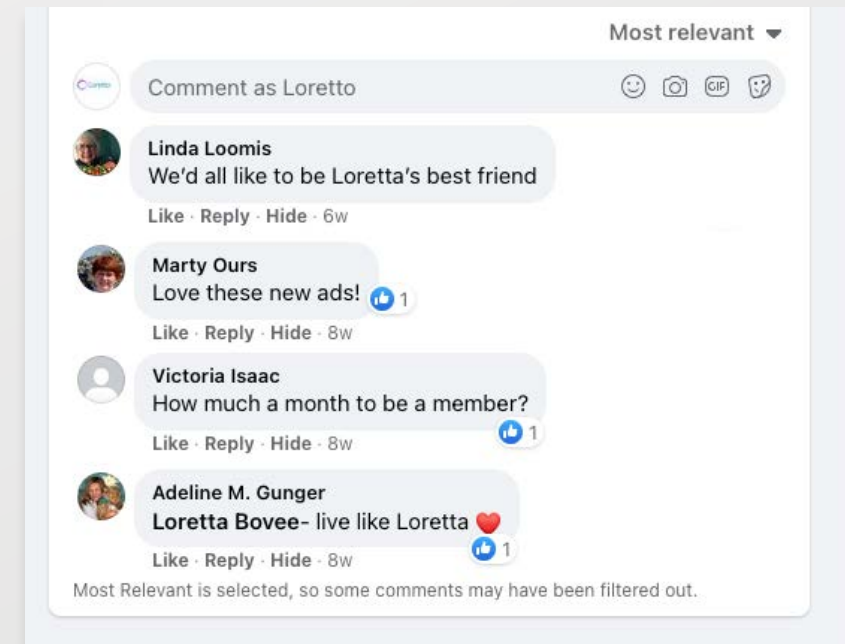 Most relevant
Comment as Loretto
GIF
Linda Loomis
We'd all like to be Loretta's best friend
Like · Reply · Hide · 6w
Marty Ours
Love these new ads!
1
Like · Reply · Hide · 8w
Victoria Isaac
How much a month to be a member?
1
Like · Reply · Hide · 8w
Adeline M. Gunger
Loretta Bovee- live like Loretta
1
Like · Reply · Hide · 8w
Most Relevant is selected, so some comments may have been filtered out.